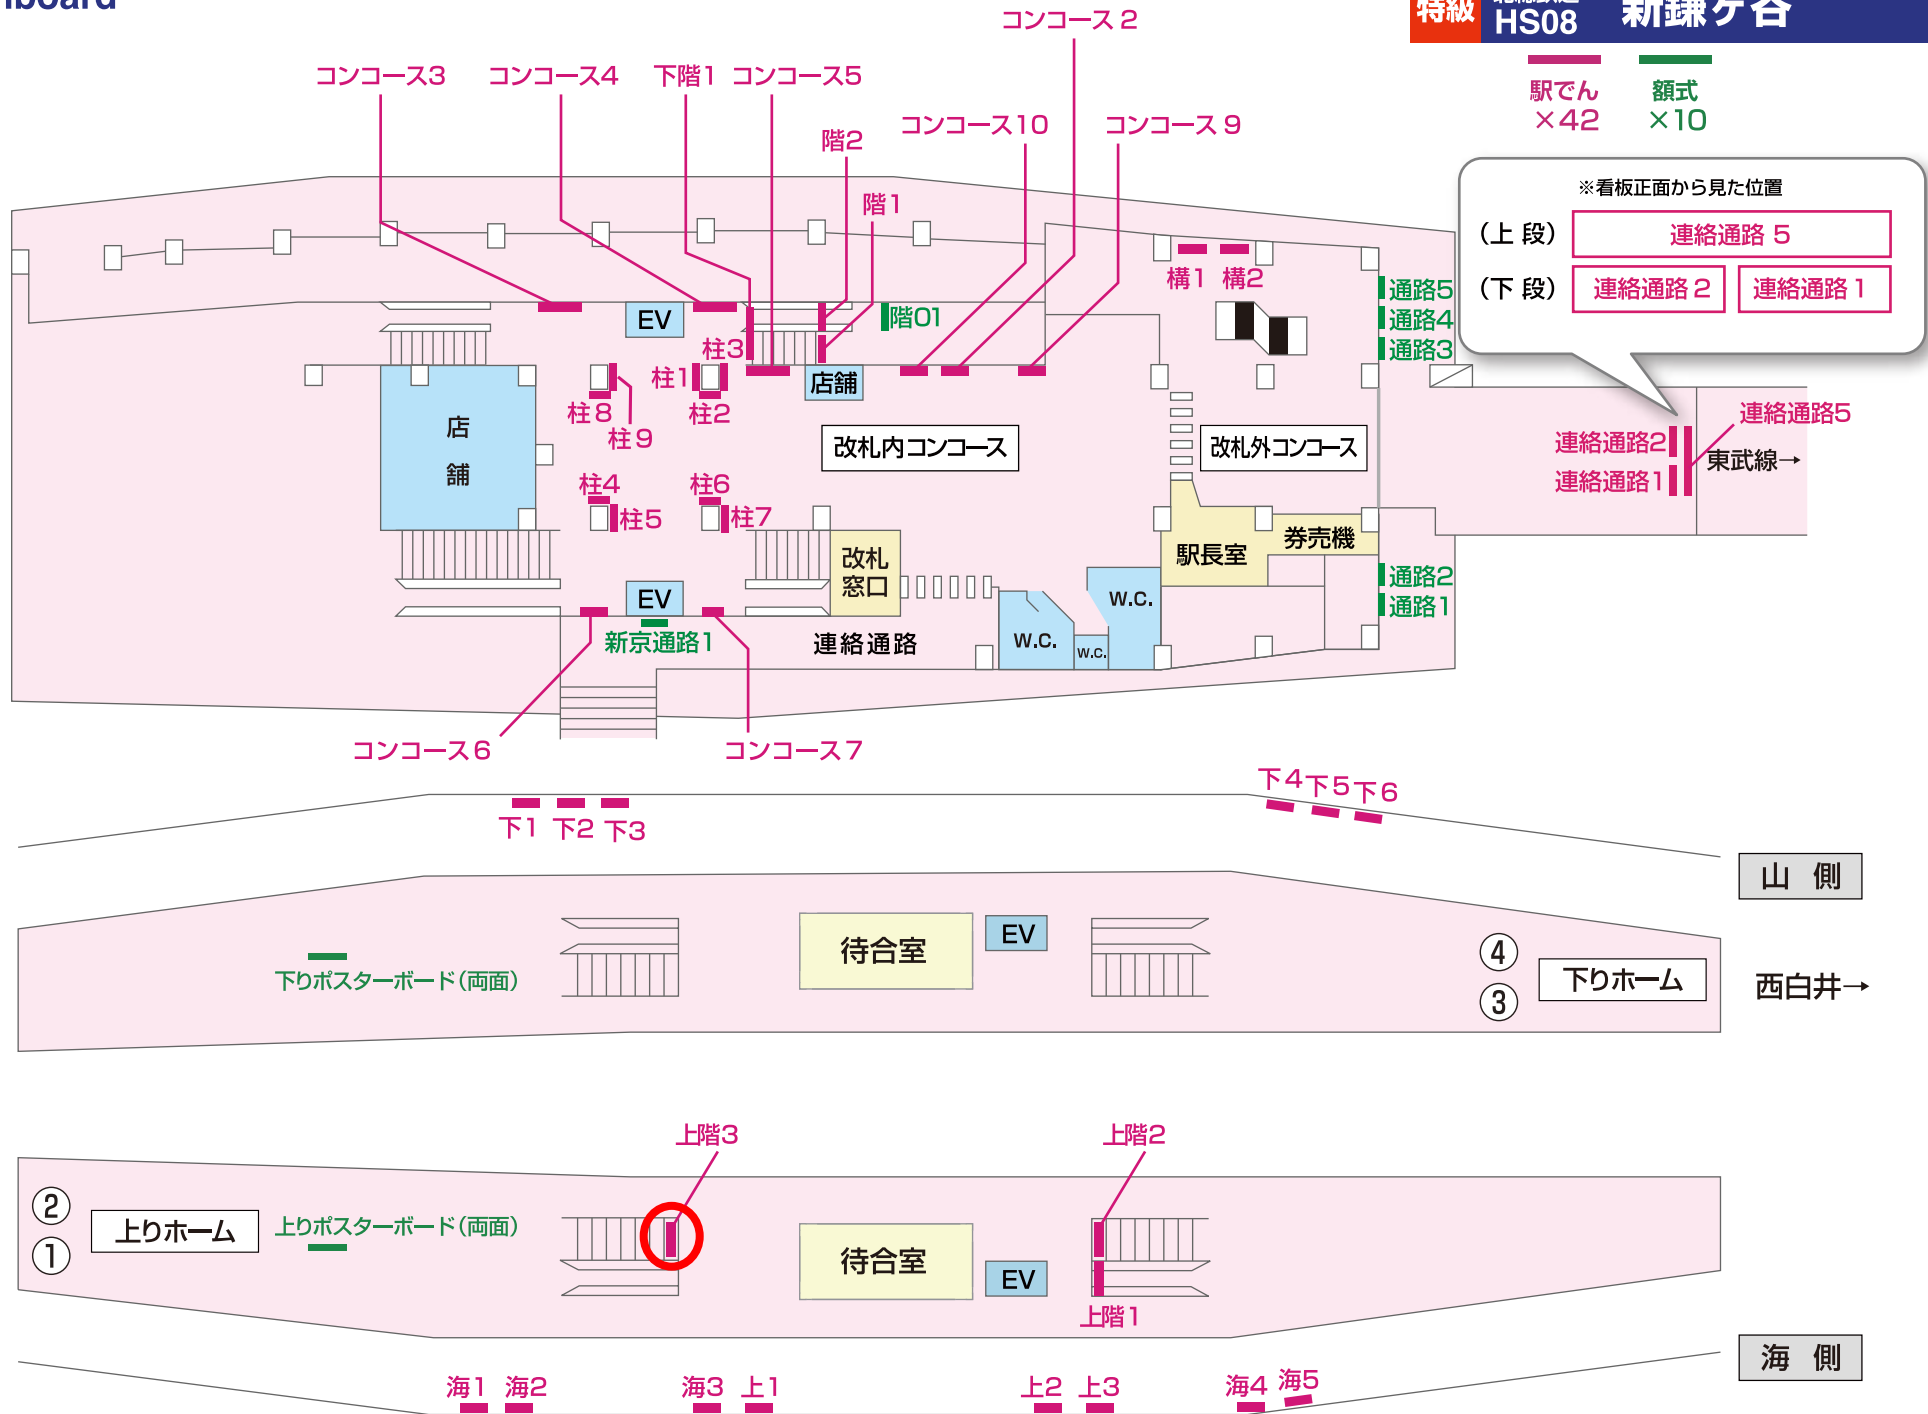 特級
HS08
新鎌ヶ谷
駅でん
×42
額式
×10
コンコース 2
コンコース3
コンコース4
下階1
コンコース5
階2
コンコース10
コンコース 9
階1
※看板正面から見た位置
(上 段)
連絡通路 5
(下 段)
連絡通路 2
連絡通路 1
構1
構2
通路5
通路4
通路3
EV
階01
柱3
店舗
柱1
柱8
柱9
柱2
店
舗
改札内コンコース
改札外コンコース
連絡通路5
連絡通路2
連絡通路1
東武線→
柱4
柱5
柱6
柱7
改札
窓口
駅長室
券売機
通路2
通路1
EV
新京通路1
連絡通路
W.C.
W.C.
W.C.
コンコース 6
コンコース 7
下1
下2
下3
下4
下5
下6
山 側
待合室
EV
④
③
下りホーム
西白井→
下りポスターボード(両面)
上階3
上階2
②
①
上りホーム
上りポスターボード(両面)
待合室
EV
上階1
海 側
海1
海2
海3
上1
上2
上3
海4
海5